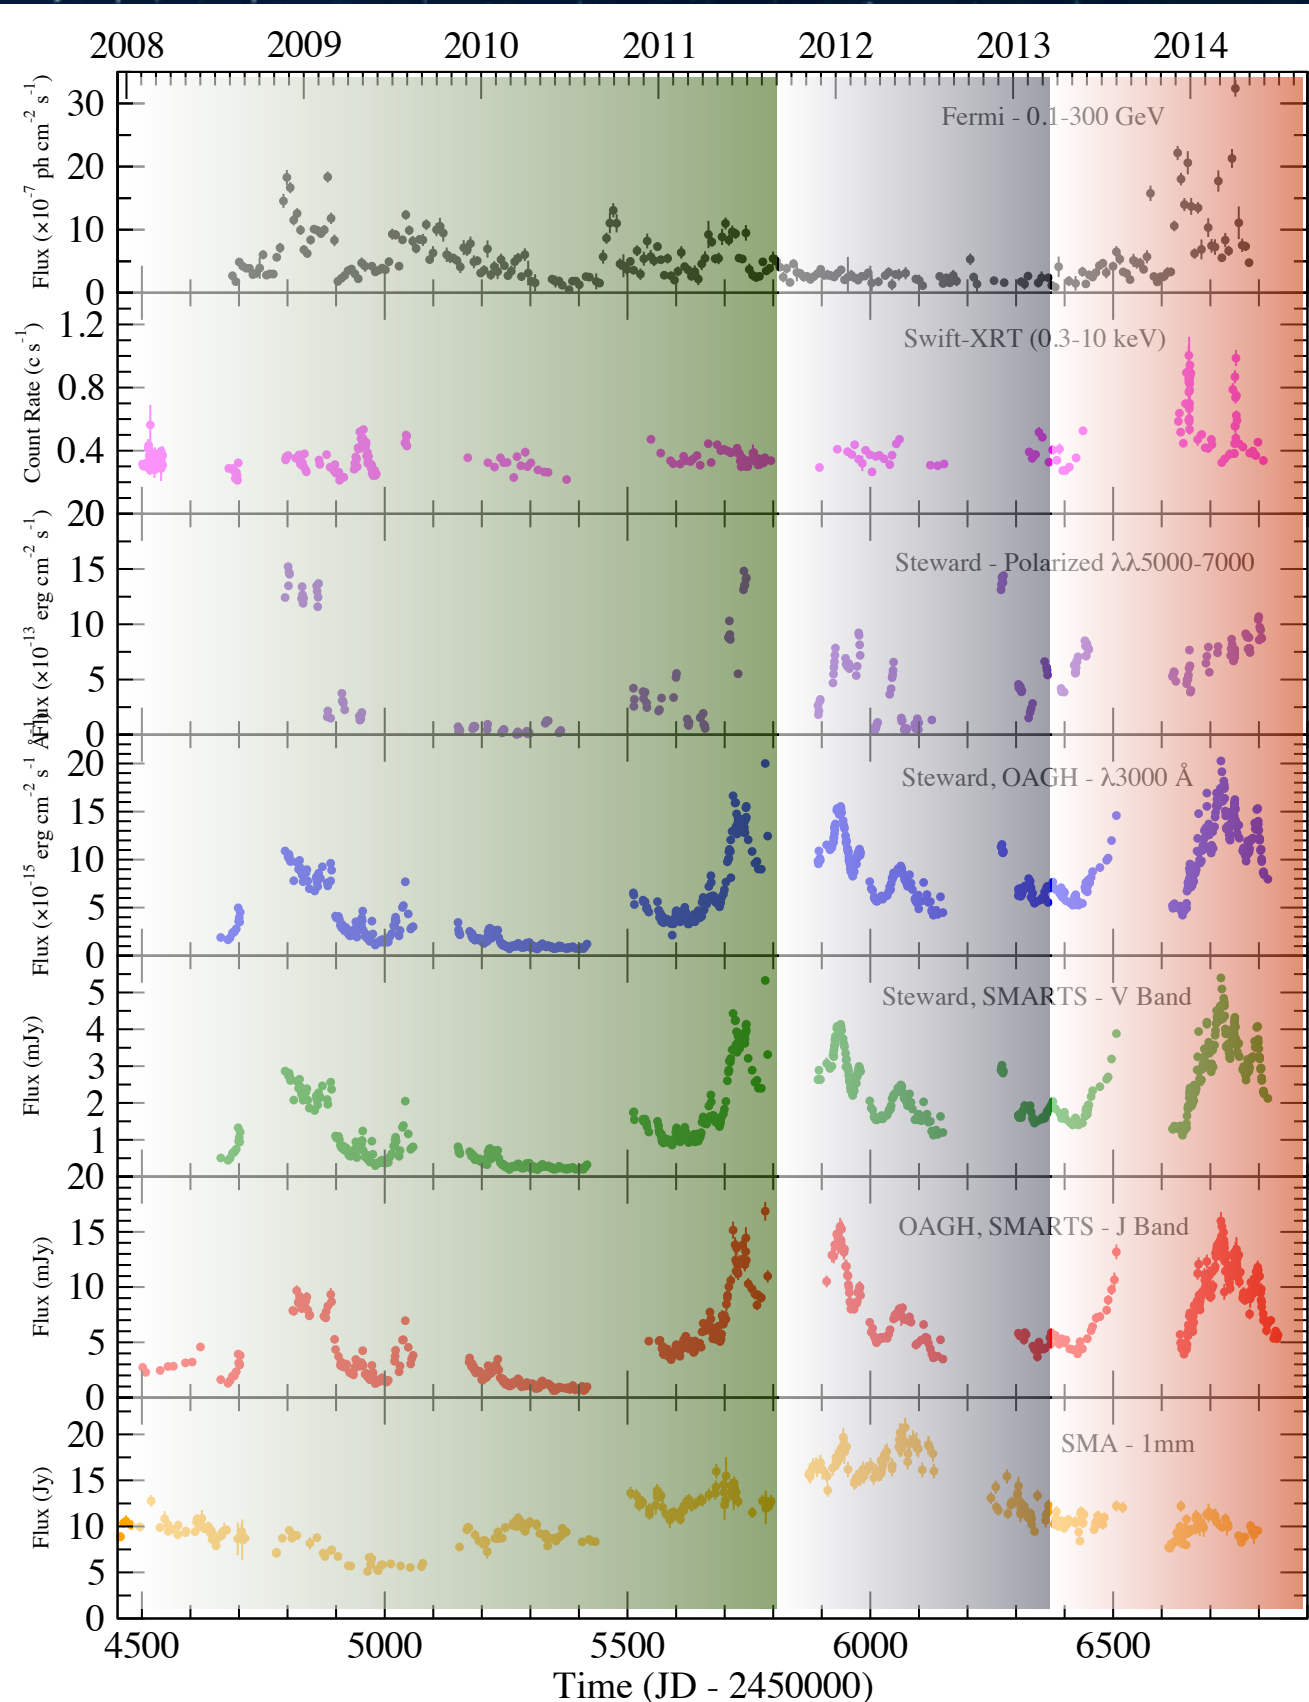 2008 2009 2010 2011 2012 2013 2014
Flux (×10⁻⁷ ph cm⁻² s⁻¹)
30
20
10
0
Fermi - 0.1-300 GeV
Count Rate (c s⁻¹)
1.2
0.8
0.4
Swift-XRT (0.3-10 keV)
Flux (×10⁻¹³ erg cm⁻² s⁻¹)
20
15
10
5
0
Steward - Polarized λλ5000-7000
Flux (×10⁻¹⁵ erg cm⁻² s⁻¹ Å⁻¹)
20
15
10
5
0
Steward, OAGH - λ3000 Å
Flux (mJy)
5
4
3
2
1
Steward, SMARTS - V Band
Flux (mJy)
20
15
10
5
0
OAGH, SMARTS - J Band
Flux (Jy)
20
15
10
5
0
SMA - 1mm
4500 5000 5500 6000 6500
Time (JD - 2450000)